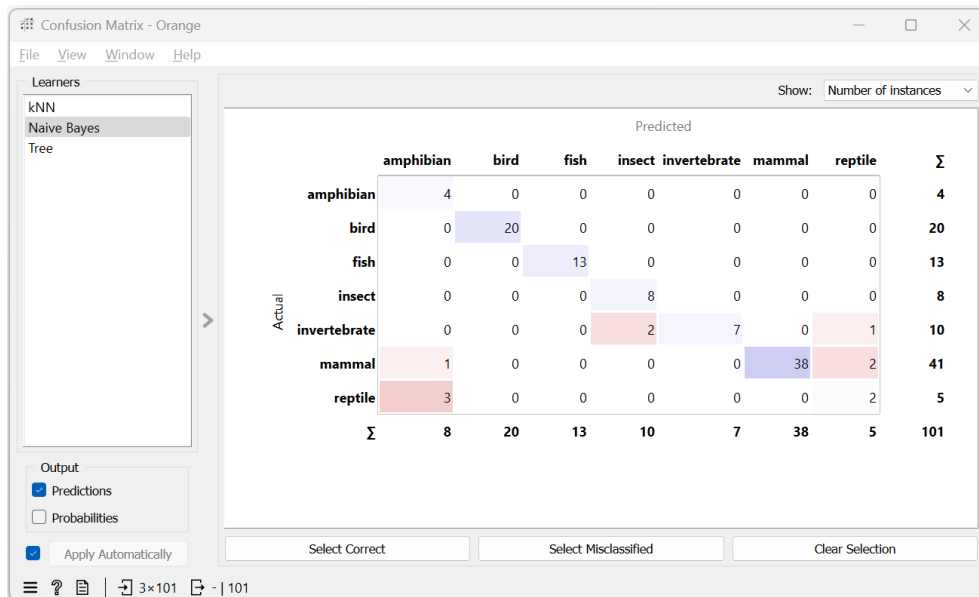 Confusion Matrix - Orange
File View Window Help
Learners
kNN
Naive Bayes
Tree
Output
Predictions
Probabilities
Apply Automatically
Show: Number of instances
Predicted
amphibian bird fish insect invertebrate mammal reptile Σ
Actual
amphibian 4 0 0 0 0 0 0 4
bird 0 20 0 0 0 0 0 20
fish 0 0 13 0 0 0 0 13
insect 0 0 0 8 0 0 0 8
invertebrate 0 0 0 2 7 0 1 10
mammal 1 0 0 0 0 38 2 41
reptile 3 0 0 0 0 0 2 5
Σ 8 20 13 10 7 38 5 101
Select Correct Select Misclassified Clear Selection
? 3×101 - | 101